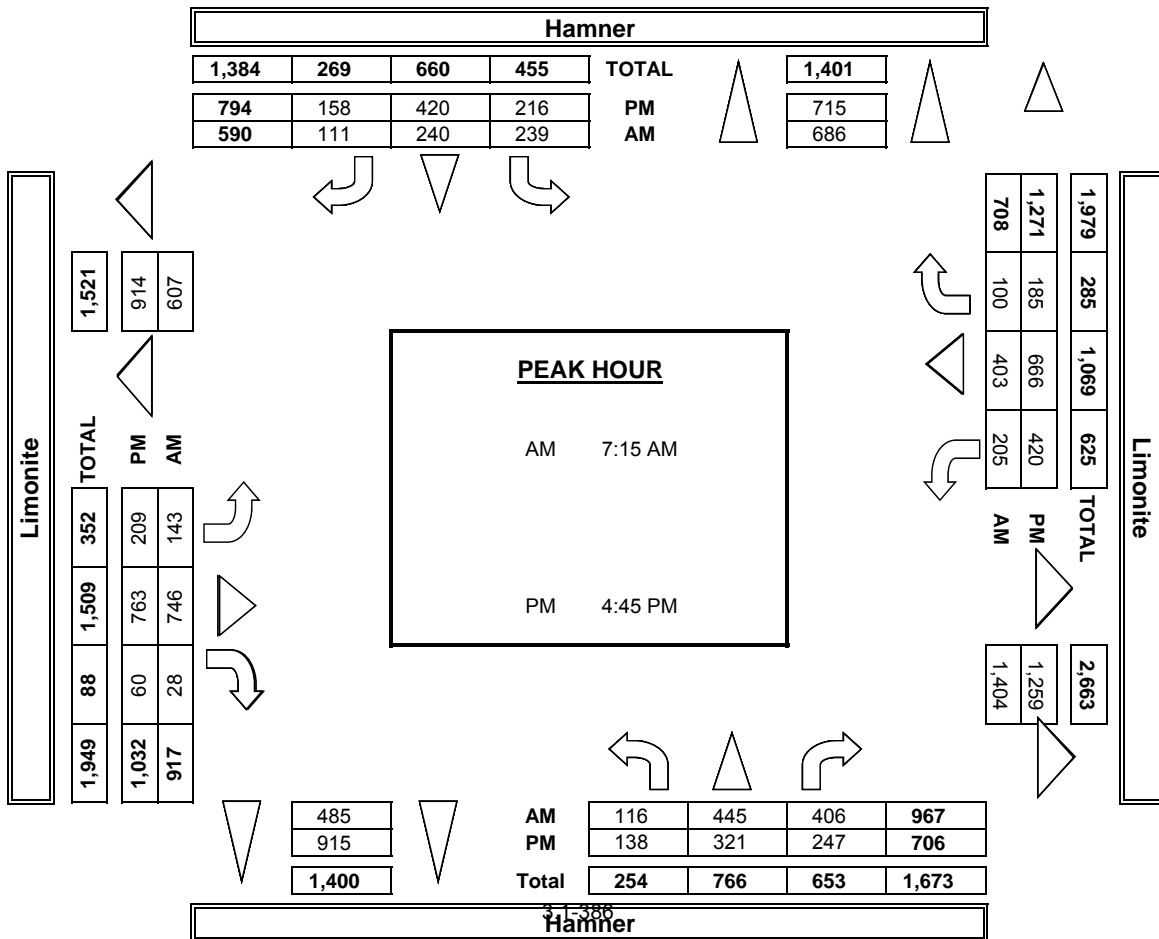 Hamner
1,384 269 660 455 TOTAL 1,401
794 158 420 216 PM 715
590 111 240 239 AM 686
Limonite
1,521
914
607
TOTAL
PM
AM
352 1,509 88 1,949
209 763 60 1,032
143 746 28 917
PEAK HOUR
AM 7:15 AM
PM 4:45 PM
1,979 285 1,069 625 TOTAL 2,663
1,271 185 666 420 PM 1,259
708 100 403 205 AM 1,404
Limonite
485 AM 116 445 406 967
915 PM 138 321 247 706
1,400 Total 254 766 653 1,673
3.1-386
Hamner